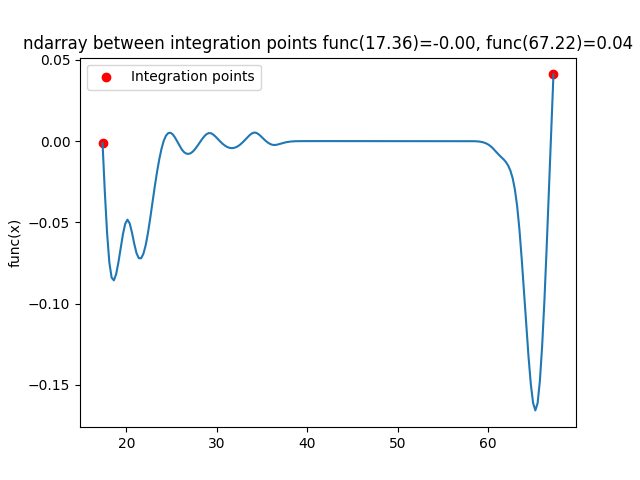 ndarray between integration points func(17.36)=-0.00, func(67.22)=0.04
Integration points
0.05
0.00
−0.05
−0.10
−0.15
func(x)
20 30 40 50 60